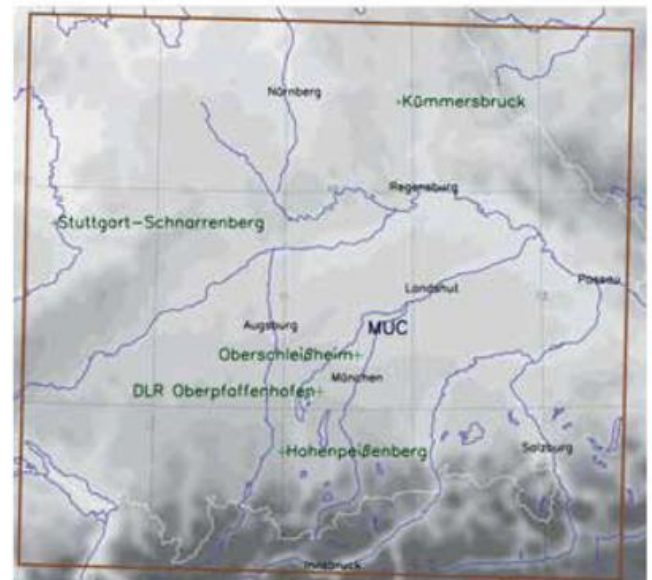 Nürnberg
Kümmersbruck
Regensburg
Stuttgart–Schnarrenberg
Passau
Landshut
Augsburg
MUC
Oberschleißheim
München
DLR Oberpfaffenhofen
Hohenpeißenberg
Salzburg
Innsbruck